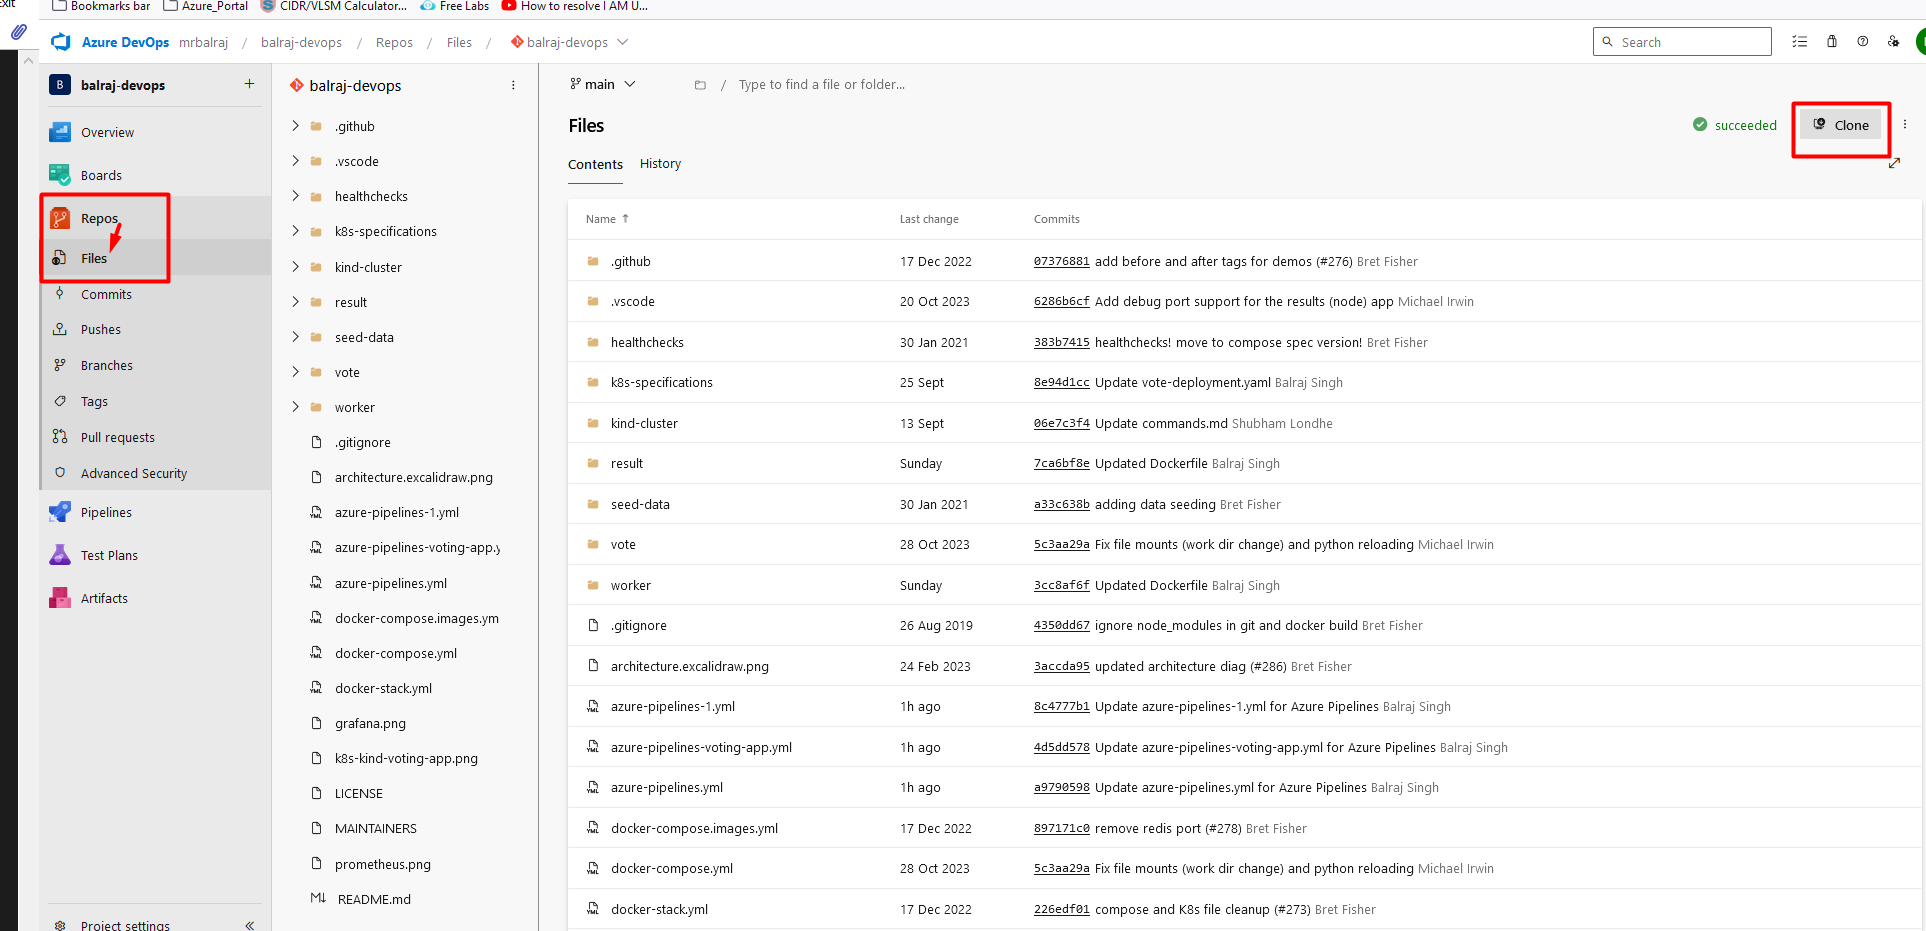 Exit
Bookmarks bar Azure_Portal CIDR/VLSM Calculator... Free Labs How to resolve I AM U...
Azure DevOps mrbalraj / balraj-devops / Repos / Files / balraj-devops
Search
B balraj-devops +
Overview
Boards
Repos
Files
Commits
Pushes
Branches
Tags
Pull requests
Advanced Security
Pipelines
Test Plans
Artifacts
Project settings
balraj-devops
.github
.vscode
healthchecks
k8s-specifications
kind-cluster
result
seed-data
vote
worker
.gitignore
architecture.excalidraw.png
azure-pipelines-1.yml
azure-pipelines-voting-app.y
azure-pipelines.yml
docker-compose.images.ym
docker-compose.yml
docker-stack.yml
grafana.png
k8s-kind-voting-app.png
LICENSE
MAINTAINERS
prometheus.png
README.md
main / Type to find a file or folder...
Files
succeeded Clone
Contents History
Name ↑ Last change Commits
.github 17 Dec 2022 07376881 add before and after tags for demos (#276) Bret Fisher
.vscode 20 Oct 2023 6286b6cf Add debug port support for the results (node) app Michael Irwin
healthchecks 30 Jan 2021 383b7415 healthchecks! move to compose spec version! Bret Fisher
k8s-specifications 25 Sept 8e94d1cc Update vote-deployment.yaml Balraj Singh
kind-cluster 13 Sept 06e7c3f4 Update commands.md Shubham Londhe
result Sunday 7ca6bf8e Updated Dockerfile Balraj Singh
seed-data 30 Jan 2021 a33c638b adding data seeding Bret Fisher
vote 28 Oct 2023 5c3aa29a Fix file mounts (work dir change) and python reloading Michael Irwin
worker Sunday 3cc8af6f Updated Dockerfile Balraj Singh
.gitignore 26 Aug 2019 4350dd67 ignore node_modules in git and docker build Bret Fisher
architecture.excalidraw.png 24 Feb 2023 3accda95 updated architecture diag (#286) Bret Fisher
azure-pipelines-1.yml 1h ago 8c4777b1 Update azure-pipelines-1.yml for Azure Pipelines Balraj Singh
azure-pipelines-voting-app.yml 1h ago 4d5dd578 Update azure-pipelines-voting-app.yml for Azure Pipelines Balraj Singh
azure-pipelines.yml 1h ago a9790598 Update azure-pipelines.yml for Azure Pipelines Balraj Singh
docker-compose.images.yml 17 Dec 2022 897171c0 remove redis port (#278) Bret Fisher
docker-compose.yml 28 Oct 2023 5c3aa29a Fix file mounts (work dir change) and python reloading Michael Irwin
docker-stack.yml 17 Dec 2022 226edf01 compose and K8s file cleanup (#273) Bret Fisher